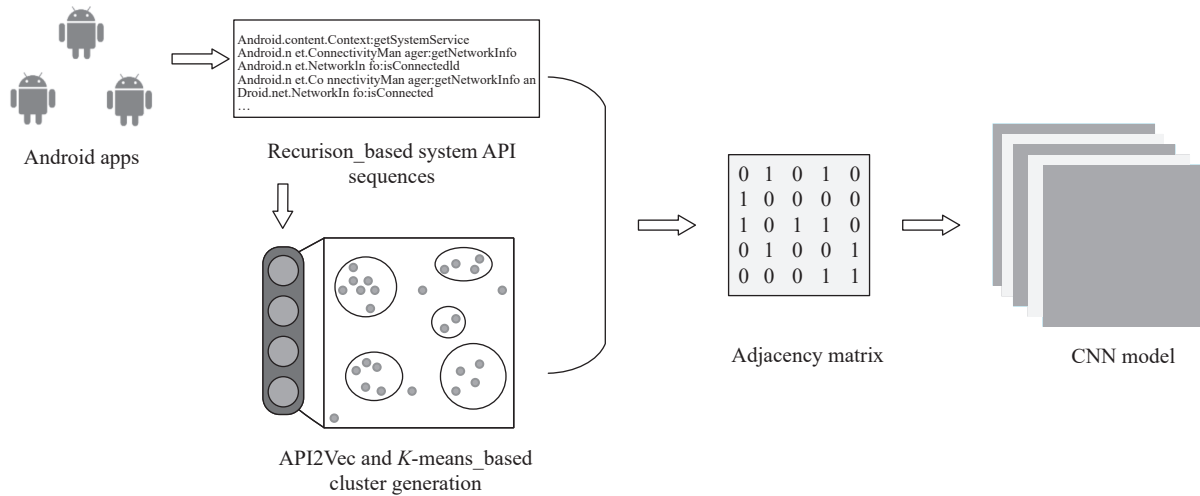 Android.content.Context:getSystemService
Android.n et.ConnectivityMan ager:getNetworkInfo
Android.n et.NetworkIn fo:isConnectedld
Android.n et.Co nnectivityMan ager:getNetworkInfo an
Droid.net.NetworkIn fo:isConnected
…
Android apps
Recurison_based system API
sequences
0 1 0 1 0
1 0 0 0 0
1 0 1 1 0
0 1 0 0 1
0 0 0 1 1
Adjacency matrix
CNN model
API2Vec and K-means_based
cluster generation